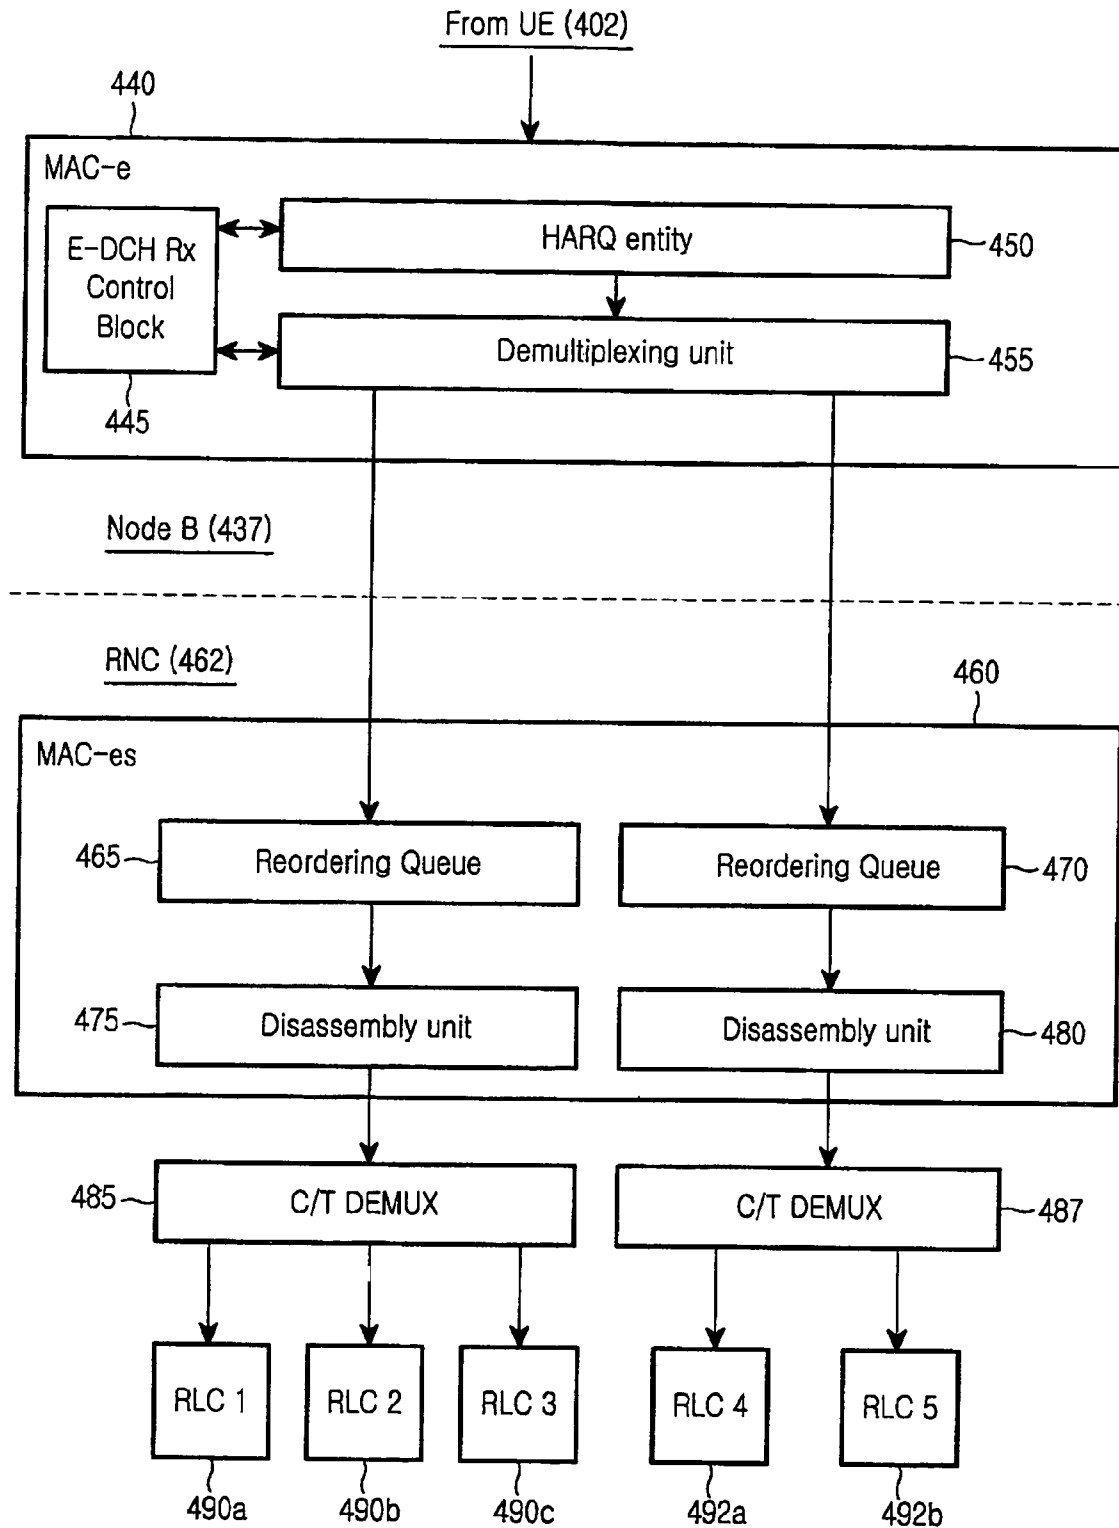 From UE (402)
440
MAC-e
E-DCH Rx
Control
Block
HARQ entity
450
Demultiplexing unit
455
445
Node B (437)
RNC (462)
460
MAC-es
465
Reordering Queue
Reordering Queue
470
475
Disassembly unit
Disassembly unit
480
485
C/T DEMUX
C/T DEMUX
487
RLC 1
RLC 2
RLC 3
RLC 4
RLC 5
490a
490b
490c
492a
492b